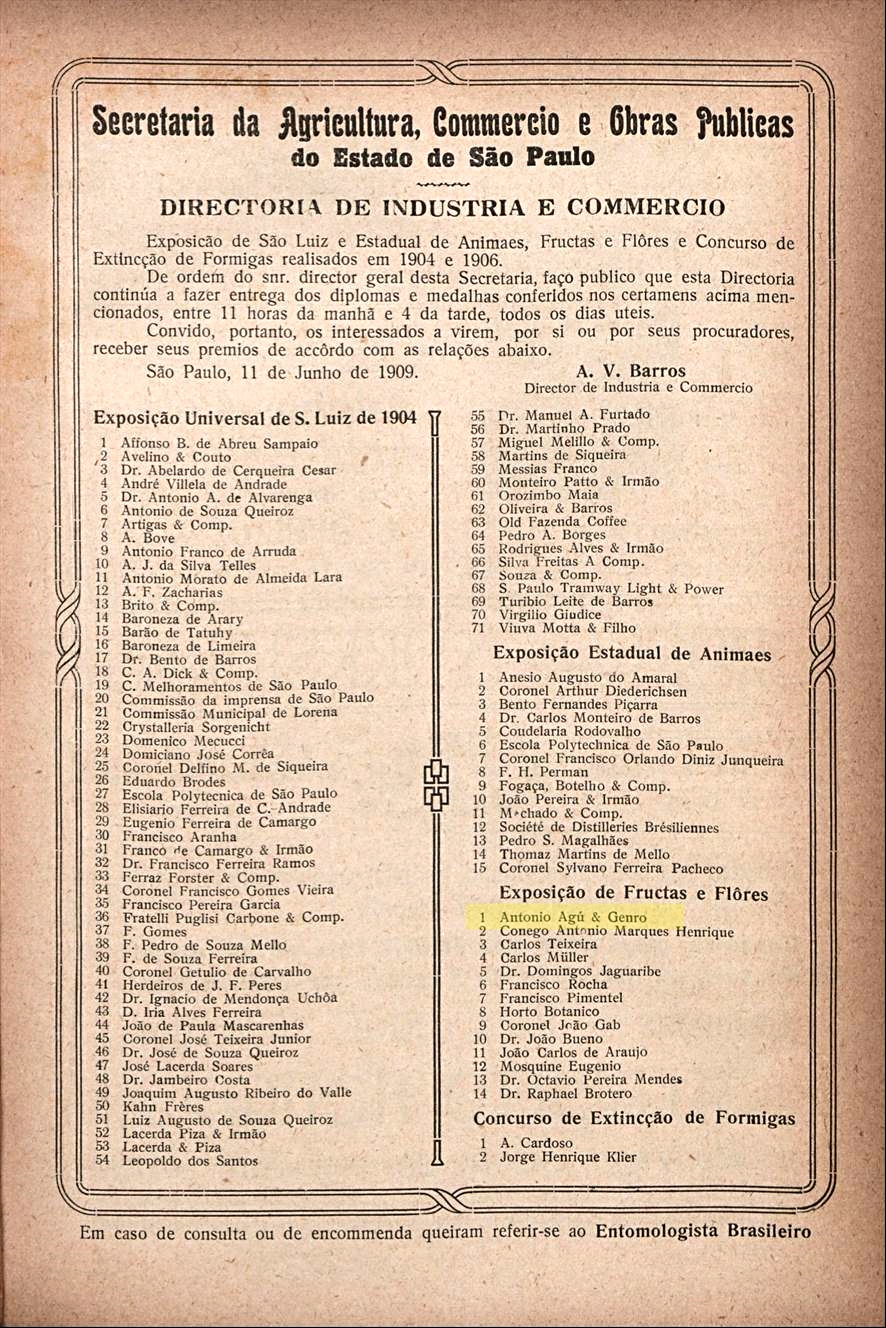 Secretaria da Agricultura, Commercio e Obras Publicas
do Estado de São Paulo
DIRECTORIA DE INDUSTRIA E COMMERCIO
Exposicão de São Luiz e Estadual de Animaes, Fructas e Flôres e Concurso de
Extincção de Formigas realisados em 1904 e 1906.
De ordem do snr. director geral desta Secretaria, faço publico que esta Directoria
continúa a fazer entrega dos diplomas e medalhas conferidos nos certamens acima men-
cionados, entre 11 horas da manhã e 4 da tarde, todos os dias uteis.
Convido, portanto, os interessados a virem, por si ou por seus procuradores,
receber seus premios de accôrdo com as relações abaixo.
São Paulo, 11 de Junho de 1909.
A. V. Barros
Director de Industria e Commercio
Exposição Universal de S. Luiz de 1904
1 Affonso B. de Abreu Sampaio
2 Avelino & Couto
3 Dr. Abelardo de Cerqueira Cesar
4 André Villela de Andrade
5 Dr. Antonio A. de Alvarenga
6 Antonio de Souza Queiroz
7 Artigas & Comp.
8 A. Bove
9 Antonio Franco de Arruda
10 A. J. da Silva Telles
11 Antonio Morato de Almeida Lara
12 A. F. Zacharias
13 Brito & Comp.
14 Baroneza de Arary
15 Barão de Tatuhy
16 Baroneza de Limeira
17 Dr. Bento de Barros
18 C. A. Dick & Comp.
19 C. Melhoramentos de São Paulo
20 Commissão da imprensa de São Paulo
21 Commissão Municipal de Lorena
22 Crystalleria Sorgenicht
23 Domenico Mecucci
24 Domiciano José Corrêa
25 Coronel Delfino M. de Siqueira
26 Eduardo Brodes
27 Escola Polytecnica de São Paulo
28 Elisiario Ferreira de C. Andrade
29 Eugenio Ferreira de Camargo
30 Francisco Aranha
31 Franco de Camargo & Irmão
32 Dr. Francisco Ferreira Ramos
33 Ferraz Forster & Comp.
34 Coronel Francisco Gomes Vieira
35 Francisco Pereira Garcia
36 Fratelli Puglisi Carbone & Comp.
37 F. Gomes
38 F. Pedro de Souza Mello
39 F. de Souza Ferreira
40 Coronel Getulio de Carvalho
41 Herdeiros de J. F. Peres
42 Dr. Ignacio de Mendonça Uchôa
43 D. Iria Alves Ferreira
44 João de Paula Mascarenhas
45 Coronel José Teixeira Junior
46 Dr. José de Souza Queiroz
47 José Lacerda Soares
48 Dr. Jambeiro Costa
49 Joaquim Augusto Ribeiro do Valle
50 Kahn Frères
51 Luiz Augusto de Souza Queiroz
52 Lacerda Piza & Irmão
53 Lacerda & Piza
54 Leopoldo dos Santos
55 Dr. Manuel A. Furtado
56 Dr. Martinho Prado
57 Miguel Melillo & Comp.
58 Martins de Siqueira
59 Messias Franco
60 Monteiro Patto & Irmão
61 Orozimbo Maia
62 Oliveira & Barros
63 Old Fazenda Coffee
64 Pedro A. Borges
65 Rodrigues Alves & Irmão
66 Silva Freitas A Comp.
67 Souza & Comp.
68 S. Paulo Tramway Light & Power
69 Turibio Leite de Barros
70 Virgilio Giudice
71 Viuva Motta & Filho
Exposição Estadual de Animaes
1 Anesio Augusto do Amaral
2 Coronel Arthur Diederichsen
3 Bento Fernandes Piçarra
4 Dr. Carlos Monteiro de Barros
5 Coudelaria Rodovalho
6 Escola Polytechnica de São Paulo
7 Coronel Francisco Orlando Diniz Junqueira
8 F. H. Perman
9 Fogaça, Botelho & Comp.
10 João Pereira & Irmão
11 Machado & Comp.
12 Société de Distilleries Brésiliennes
13 Pedro S. Magalhães
14 Thomaz Martins de Mello
15 Coronel Sylvano Ferreira Pacheco
Exposição de Fructas e Flôres
1 Antonio Agú & Genro
2 Conego Antonio Marques Henrique
3 Carlos Teixeira
4 Carlos Müller
5 Dr. Domingos Jaguaribe
6 Francisco Rocha
7 Francisco Pimentel
8 Horto Botanico
9 Coronel João Gab
10 Dr. João Bueno
11 João Carlos de Araujo
12 Mosquine Eugenio
13 Dr. Octavio Pereira Mendes
14 Dr. Raphael Brotero
Concurso de Extincção de Formigas
1 A. Cardoso
2 Jorge Henrique Klier
Em caso de consulta ou de encommenda queiram referir-se ao Entomologista Brasileiro